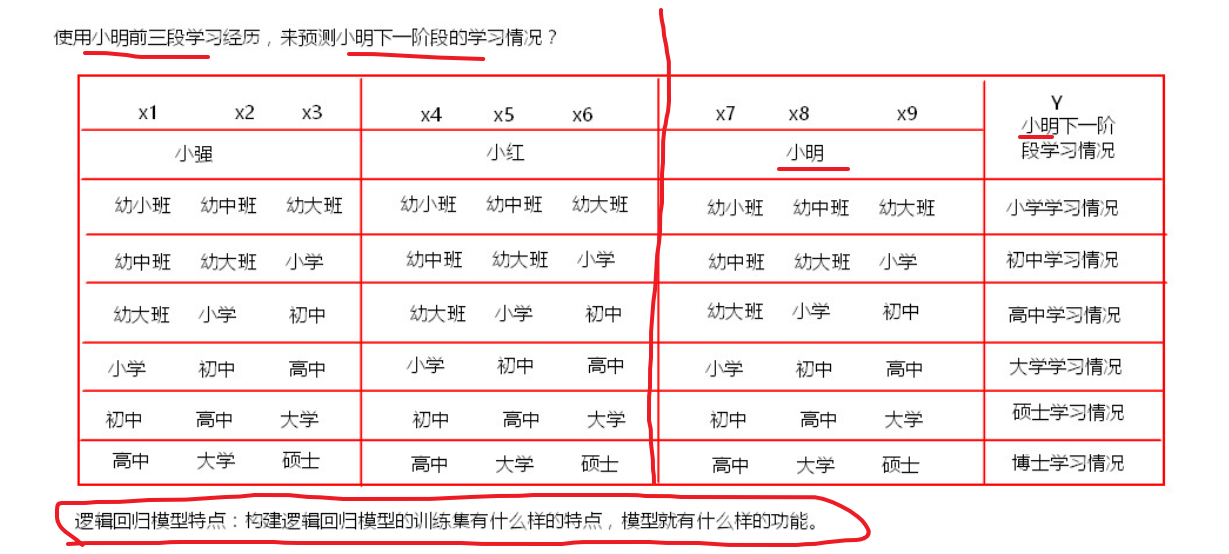 使用小明前三段学习经历，来预测小明下一阶段的学习情况？
x1 x2 x3 x4 x5 x6 x7 x8 x9 Y
小强 小红 小明 小明下一阶
段学习情况
幼小班 幼中班 幼大班 幼小班 幼中班 幼大班 幼小班 幼中班 幼大班 小学学习情况
幼中班 幼大班 小学 幼中班 幼大班 小学 幼中班 幼大班 小学 初中学习情况
幼大班 小学 初中 幼大班 小学 初中 幼大班 小学 初中 高中学习情况
小学 初中 高中 小学 初中 高中 小学 初中 高中 大学学习情况
初中 高中 大学 初中 高中 大学 初中 高中 大学 硕士学习情况
高中 大学 硕士 高中 大学 硕士 高中 大学 硕士 博士学习情况
逻辑回归模型特点：构建逻辑回归模型的训练集有什么样的特点，模型就有什么样的功能。